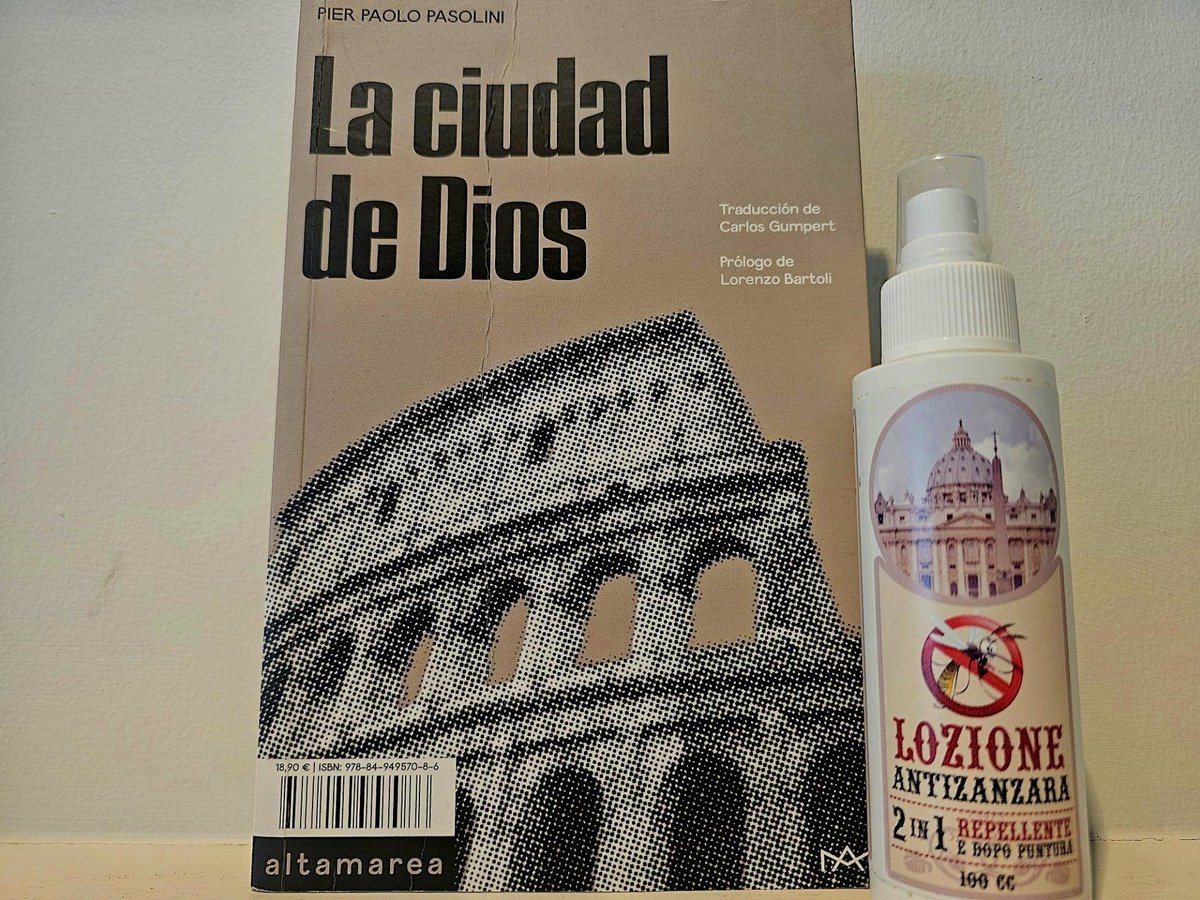 PIER PAOLO PASOLINI
La ciudad
de Dios
Traducción de
Carlos Gumpert
Prólogo de
Lorenzo Bartoli
18,90 € | ISBN: 978-84-949570-8-6
altamarea
LOZIONE
ANTIZANZARA
2 IN 1 REPELLENTE
E DOPO PUNTURA
100 CC